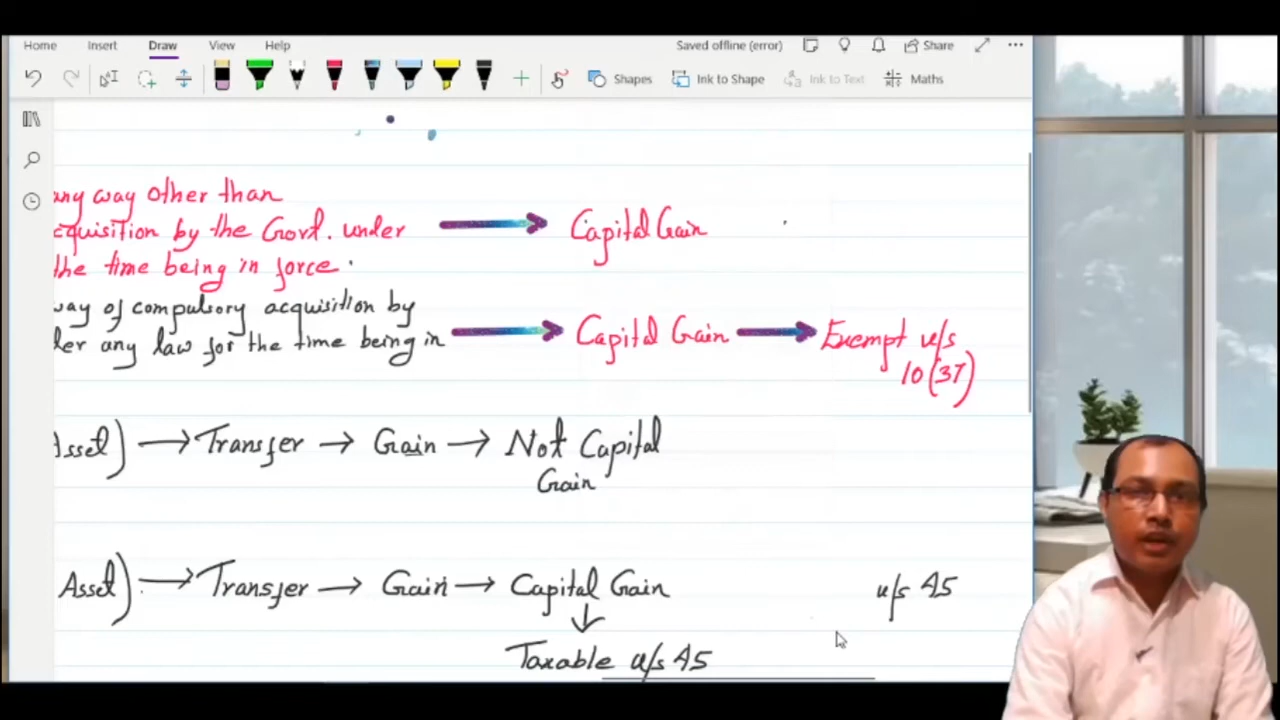 Home Insert Draw View Help Saved offline (error) Share
Shapes Ink to Shape Ink to Text Maths
any way other than
cquisition by the Govt. under Capital Gain
the time being in force.
way of compulsory acquisition by
der any law for the time being in Capital Gain Exempt u/s
10(37)
Asset) → Transfer → Gain → Not Capital
Gain
Asset) → Transfer → Gain → Capital Gain u/s 45
Taxable u/s 45